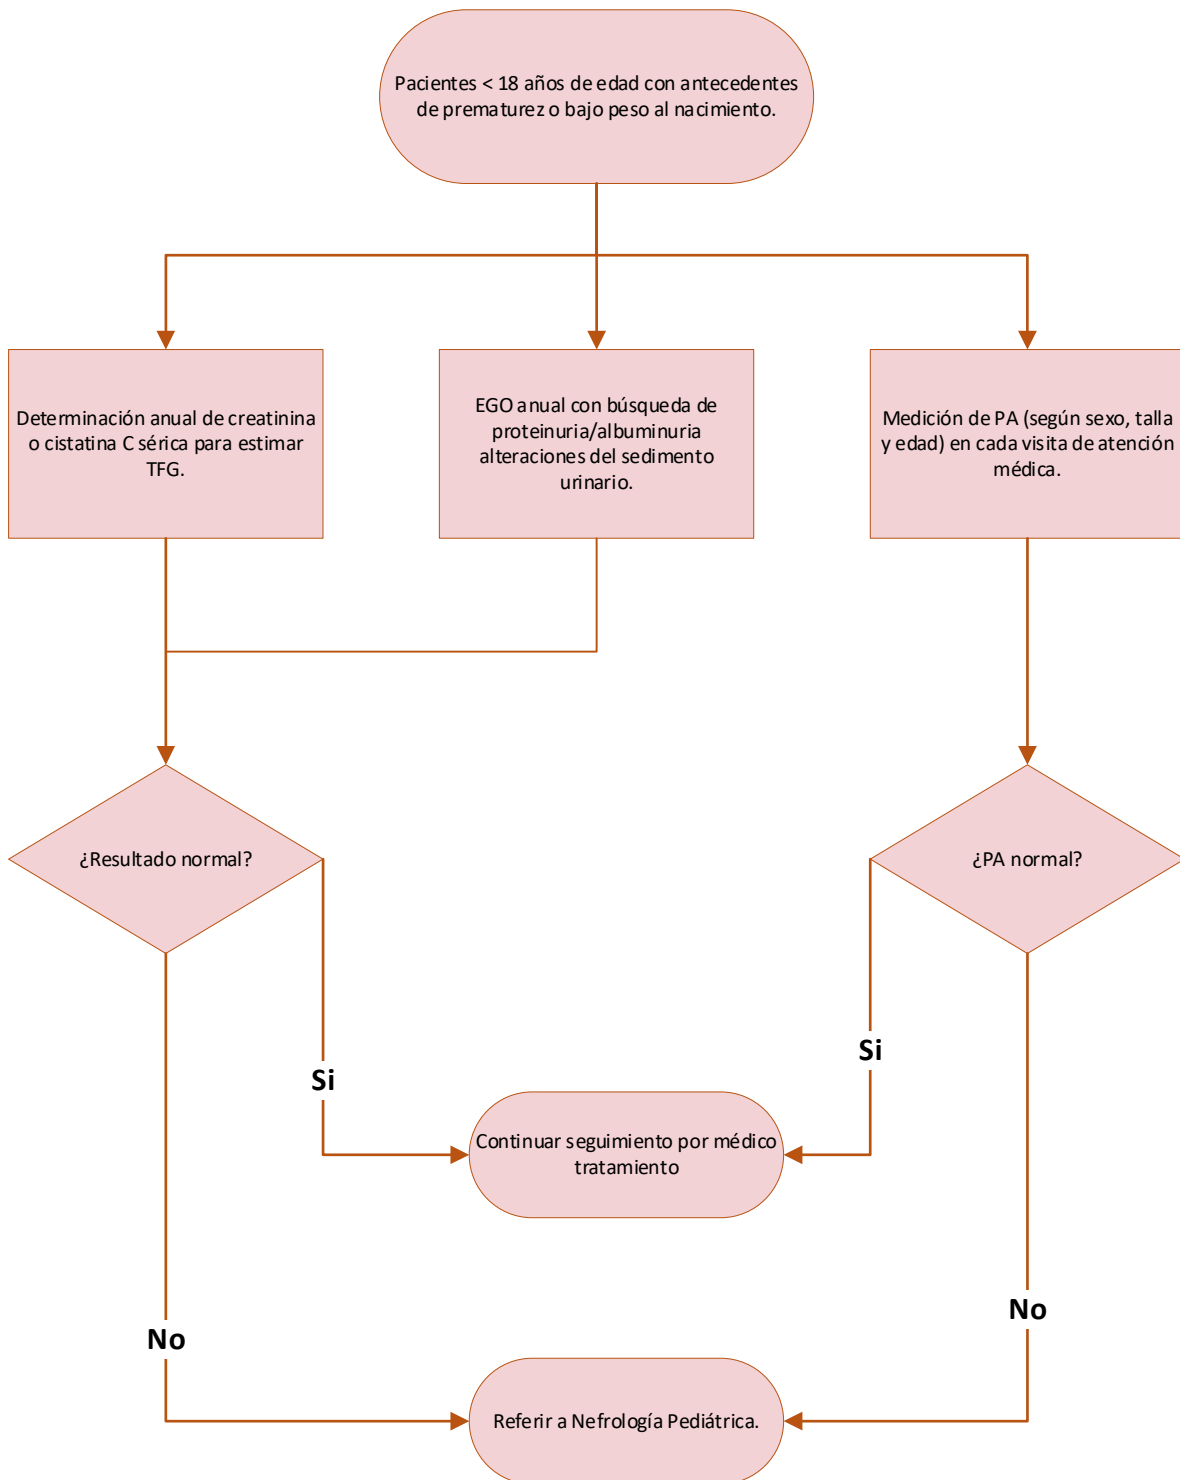 Pacientes < 18 años de edad con antecedentes
de prematurez o bajo peso al nacimiento.
Determinación anual de creatinina
o cistatina C sérica para estimar
TFG.
EGO anual con búsqueda de
proteinuria/albuminuria
alteraciones del sedimento
urinario.
Medición de PA (según sexo, talla
y edad) en cada visita de atención
médica.
¿Resultado normal?
¿PA normal?
Si
Si
Continuar seguimiento por médico
tratamiento
No
No
Referir a Nefrología Pediátrica.